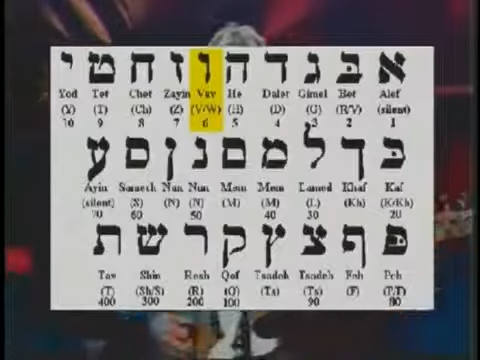 א בּ ג ד ה ו ז ח ט י
Yod Tet Chet Zayin Vav He Dalet Gimel Bet Alef
(Y) (T) (Ch) (Z) (V/W) (H) (D) (G) (B/V) (silent)
10 9 8 7 6 5 4 3 2 1
כּ ך ל מ ם נ ן ס ע
Ayin Samech Nun Nun Mem Mem Lamed Khaf Kaf
(silent) (S) (N) (N) (M) (M) (L) (Kh) (K/Kh)
70 60 50 40 30 20
פּ ף צ ץ ק ר ש ת
Tav Shin Resh Qof Tsadeh Tsadeh Feh Peh
(T) (Sh/S) (R) (Q) (Ts) (Ts) (F) (P/F)
400 300 200 100 90 80